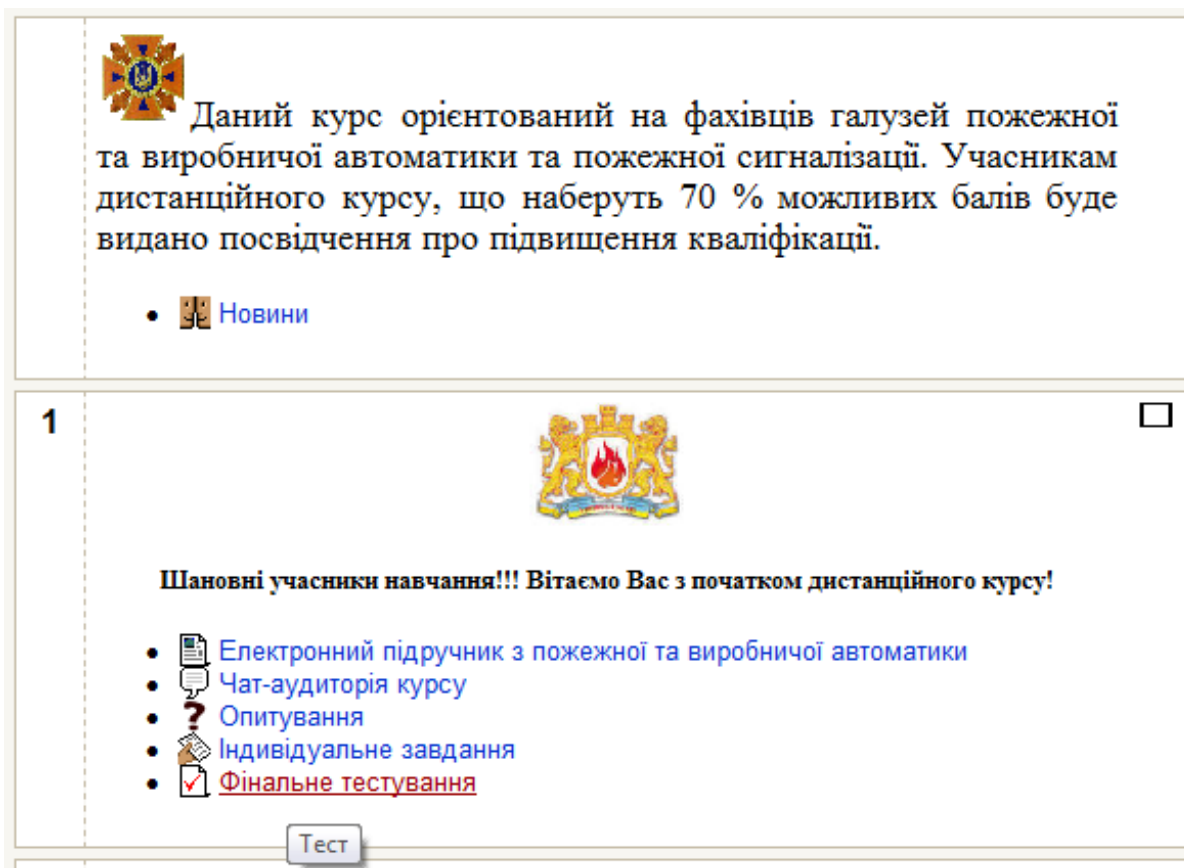 Даний курс орієнтований на фахівців галузей пожежної
та виробничої автоматики та пожежної сигналізації. Учасникам
дистанційного курсу, що наберуть 70 % можливих балів буде
видано посвідчення про підвищення кваліфікації.
Новини
1
Шановні учасники навчання!!! Вітаємо Вас з початком дистанційного курсу!
Електронний підручник з пожежної та виробничої автоматики
Чат-аудиторія курсу
Опитування
Індивідуальне завдання
Фінальне тестування
Тест